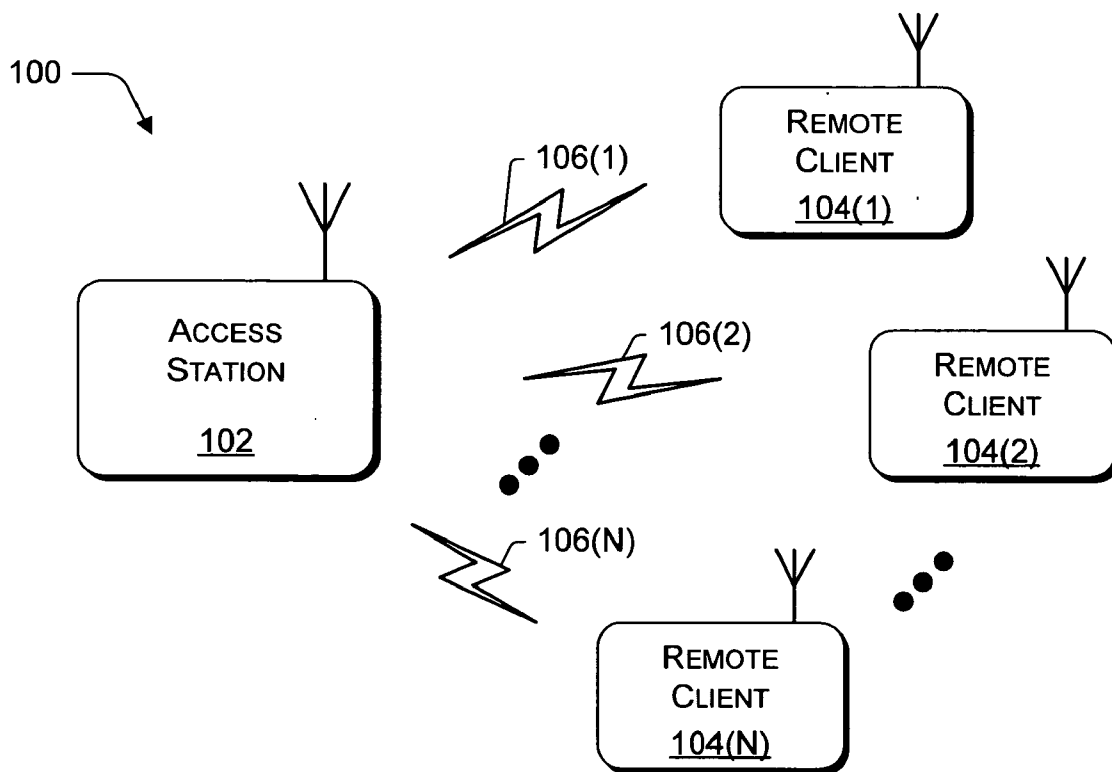 100
106(1)
REMOTE
CLIENT
104(1)
ACCESS
STATION
102
106(2)
REMOTE
CLIENT
104(2)
106(N)
REMOTE
CLIENT
104(N)